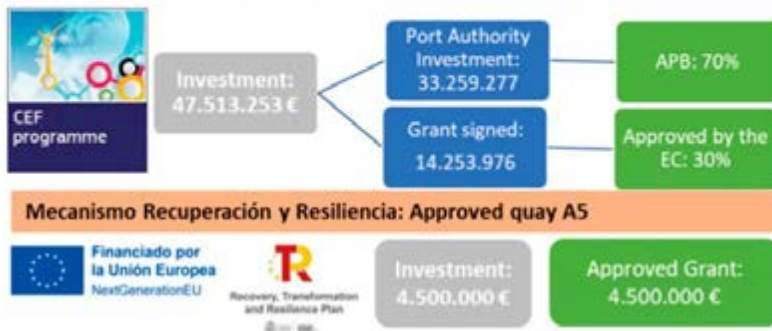 CEF
programme
Investment:
47.513.253 €
Port Authority
Investment:
33.259.277
APB: 70%
Grant signed:
14.253.976
Approved by the
EC: 30%
Mecanismo Recuperación y Resiliencia: Approved quay A5
Financiado por
la Unión Europea
NextGenerationEU
TR
Recovery, Transformation
and Resilience Plan
Investment:
4.500.000 €
Approved Grant:
4.500.000 €